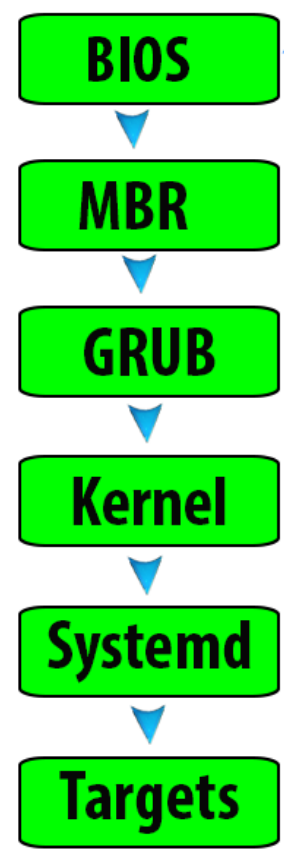 BIOS
MBR
GRUB
Kernel
Systemd
Targets